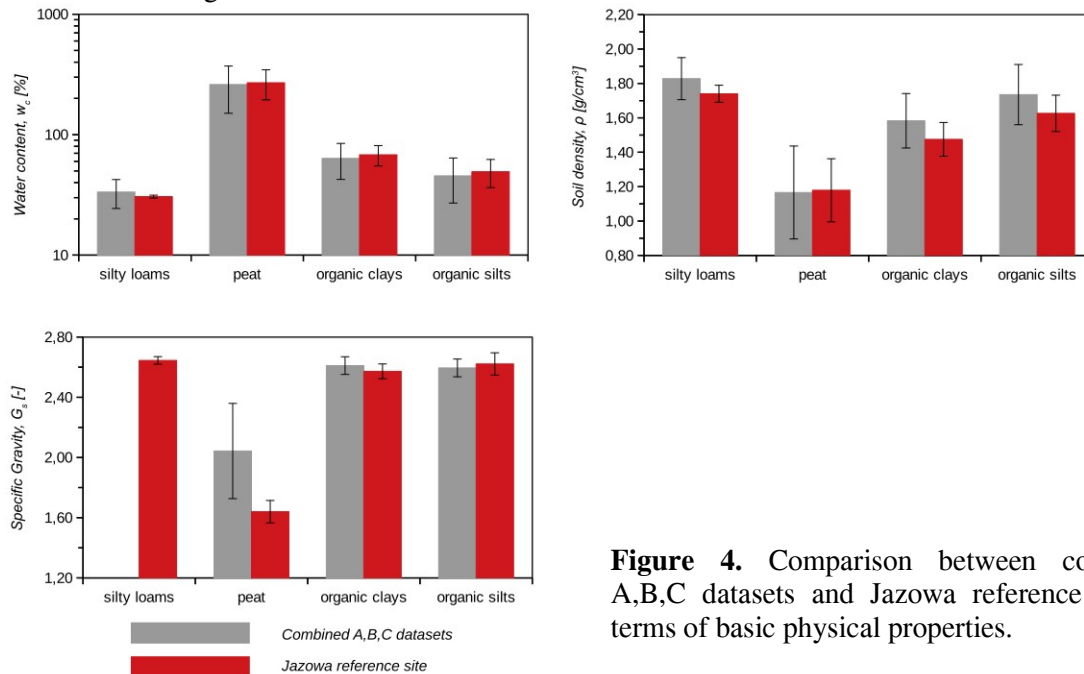 1000
100
10
Water content, w_c [%]
silty loams peat organic clays organic silts
2,20
2,00
1,80
1,60
1,40
1,20
1,00
0,80
Soil density, ρ [g/cm³]
silty loams peat organic clays organic silts
2,80
2,40
2,00
1,60
1,20
Specific Gravity, G_s [-]
silty loams peat organic clays organic silts
Combined A,B,C datasets
Jazowa reference site
Figure 4. Comparison between co
A,B,C datasets and Jazowa reference
terms of basic physical properties.